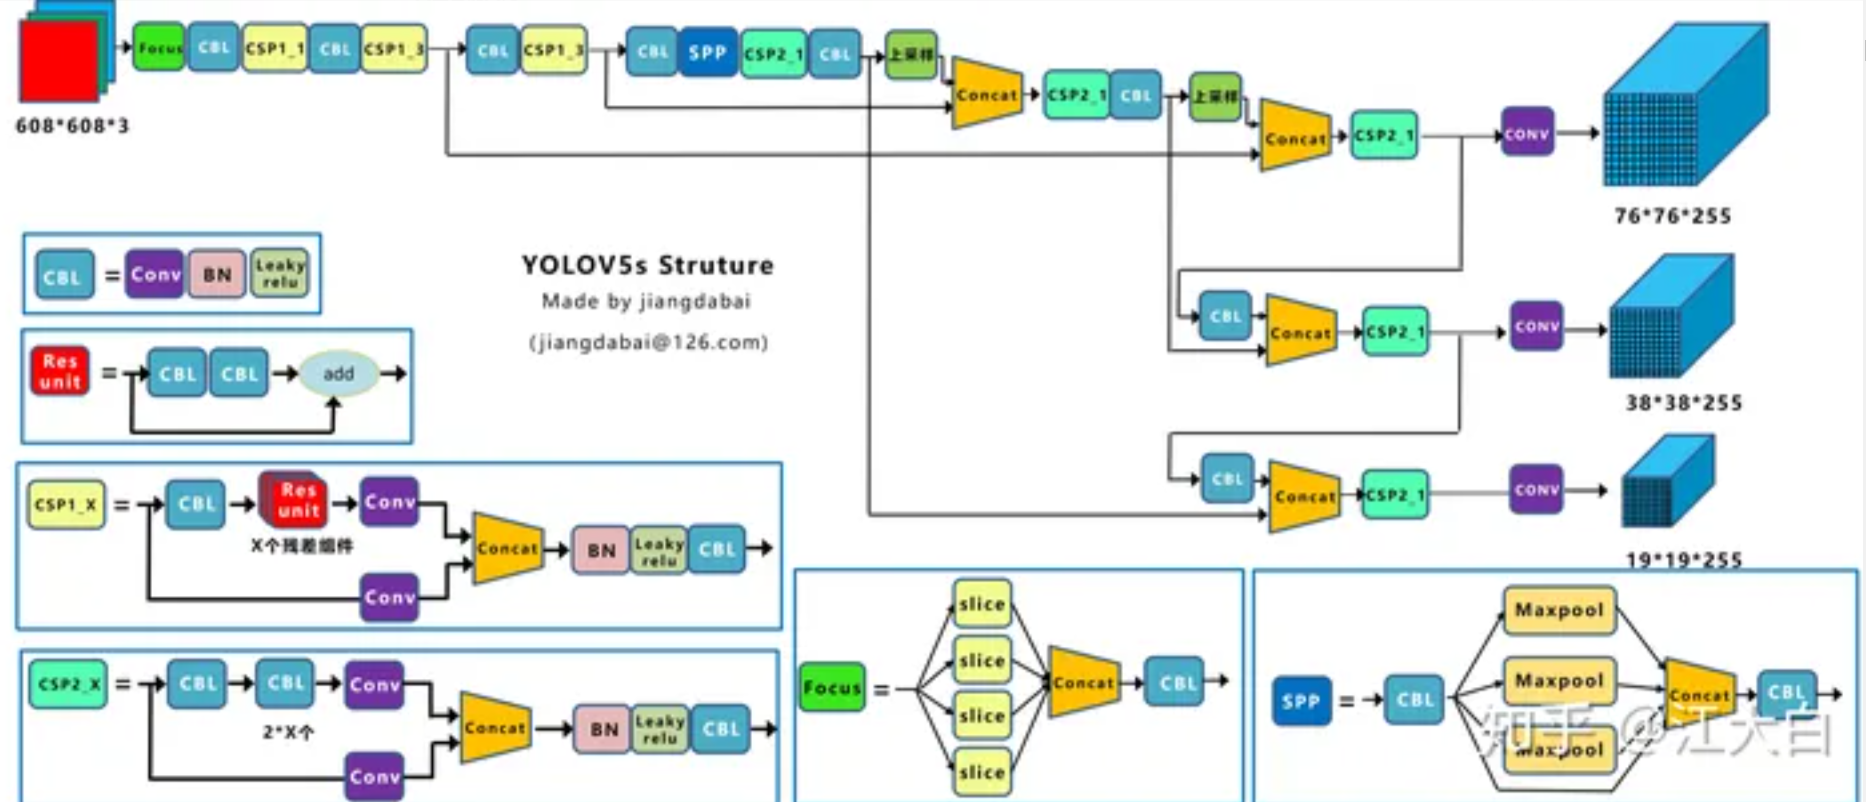 Focus CBL CSP1_1 CBL CSP1_3 CBL CSP1_3 CBL SPP CSP2_1 CBL 上采样
Concat CSP2_1 CBL 上采样
Concat CSP2_1 CONV
608*608*3
76*76*255
YOLOV5s Struture
Made by jiangdabai
(jiangdabai@126.com)
CBL = Conv BN Leaky relu
CBL Concat CSP2_1 CONV
38*38*255
Res unit = CBL CBL add
CBL Concat CSP2_1 CONV
19*19*255
CSP1_X = CBL Res unit Conv
X个残差组件
Concat BN Leaky relu CBL
Conv
CSP2_X = CBL CBL Conv
2*X个
Concat BN Leaky relu CBL
Conv
Focus = slice
slice
slice
slice
Concat CBL
SPP = CBL Maxpool
Maxpool
Maxpool
Concat CBL
知乎 @江大白